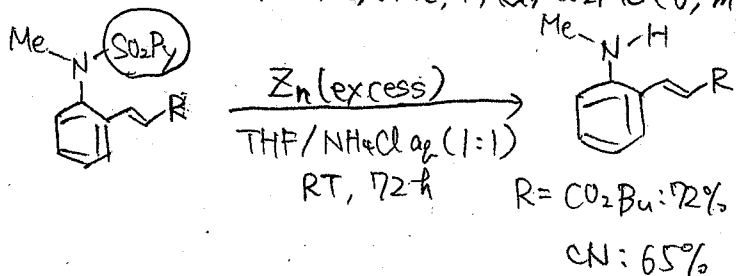 Me
N
SO₂Py
R
Zn (excess)
THF/NH₄Cl aq (1:1)
RT, 72 h
Me
N-H
R
R = CO₂Bu: 72%
CN: 65%